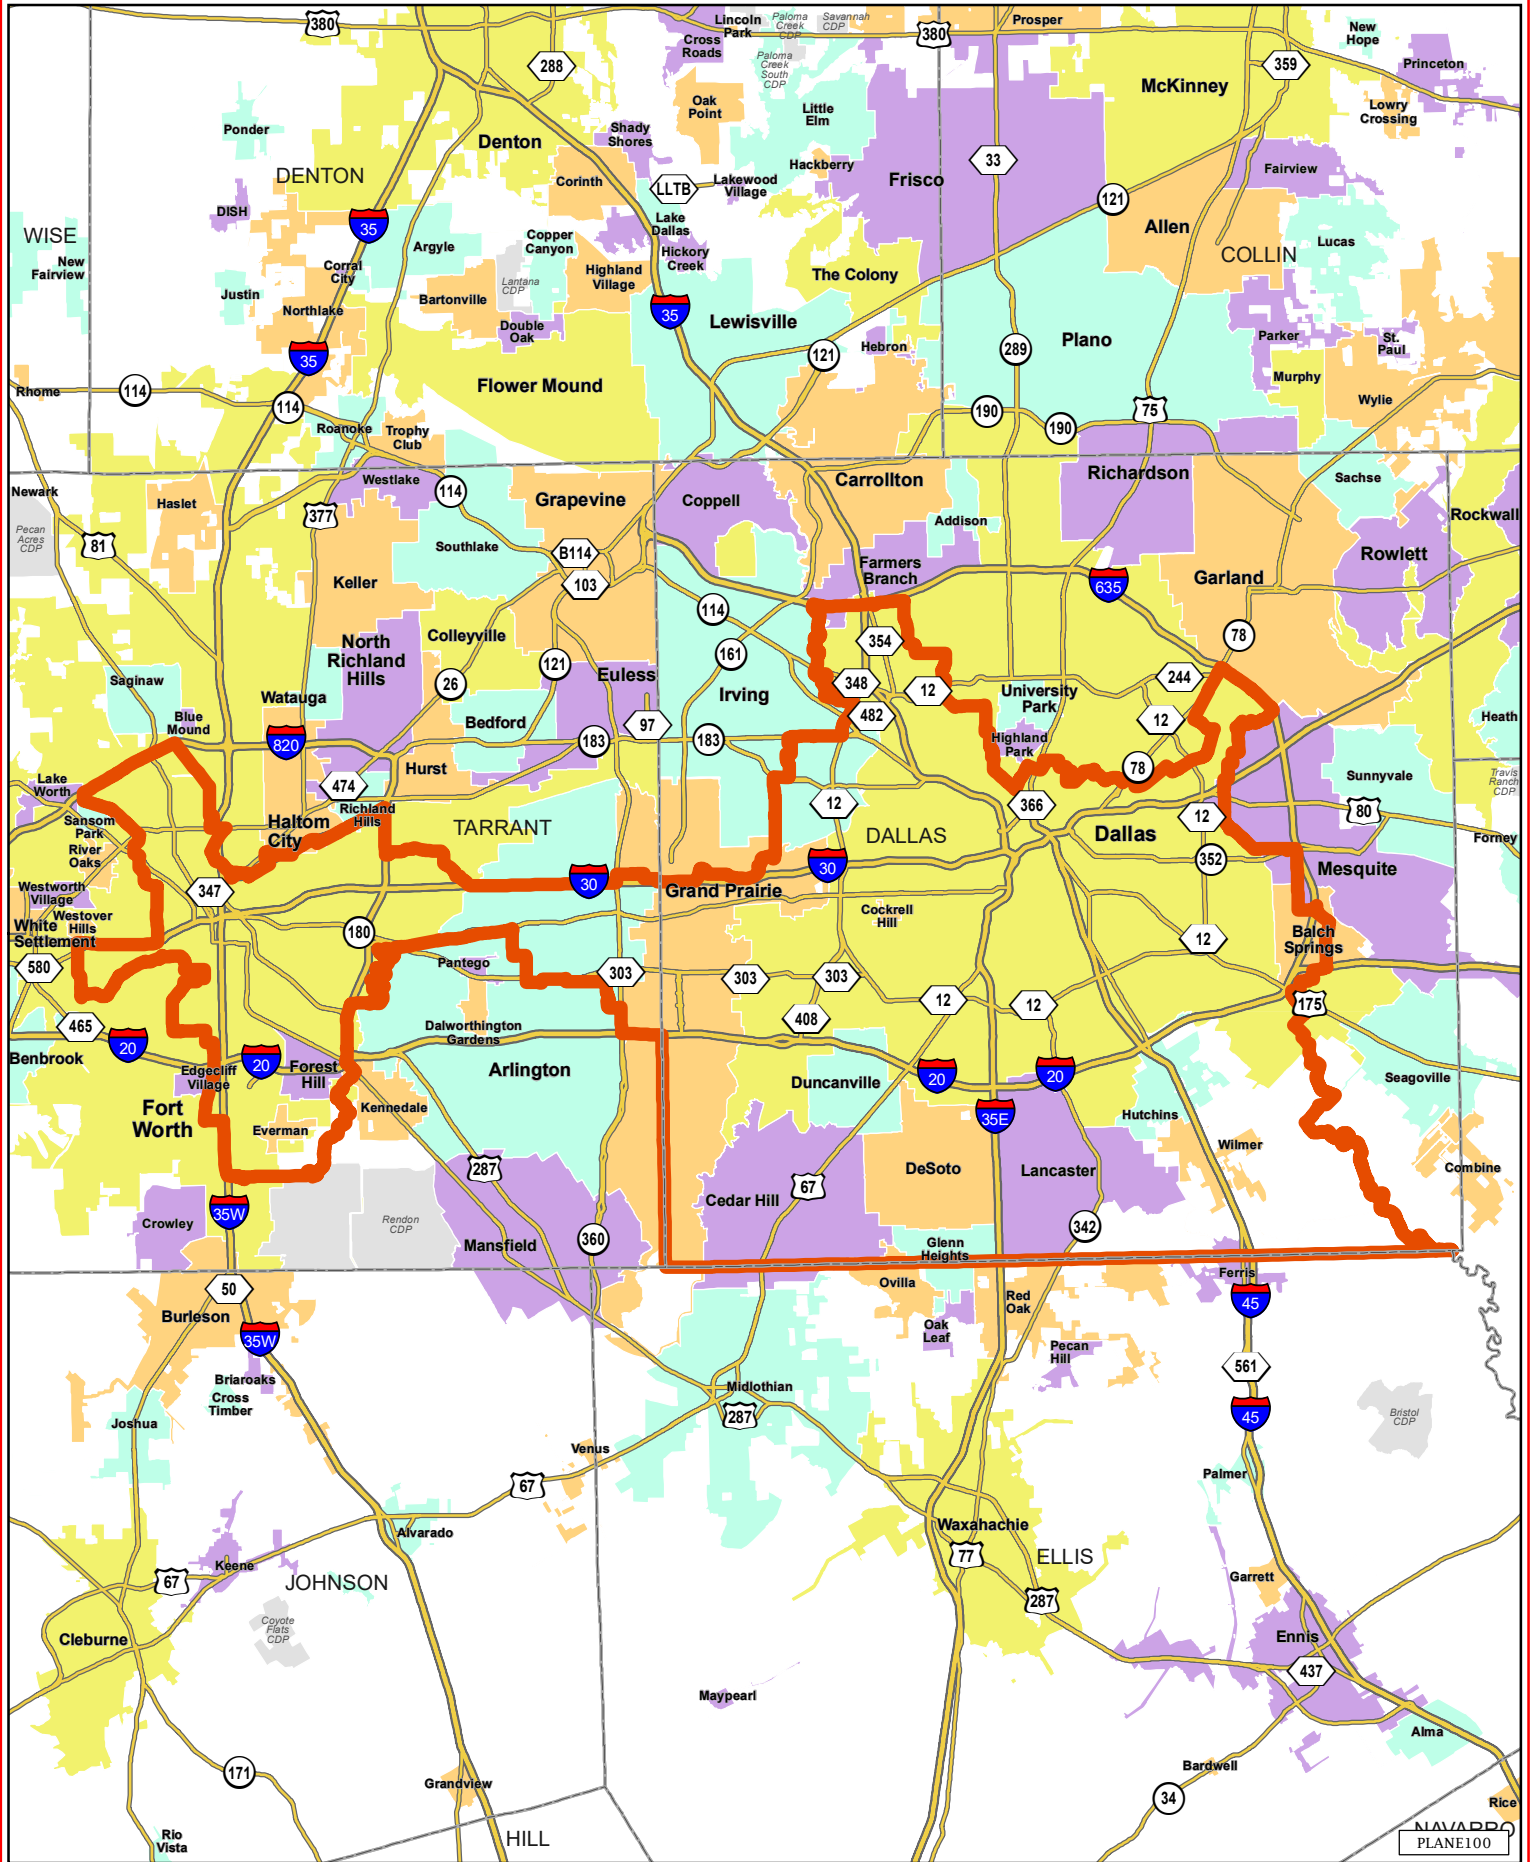 380
Lincoln
Park
Paloma
Creek
CDP
Savannah
CDP
Prosper
380
Cross
Roads
Paloma
Creek
South
CDP
288
New
Hope
359
Princeton
McKinney
Oak
Point
Little
Elm
Lowry
Crossing
Ponder
Denton
Shady
Shores
DENTON
Corinth
LLTB
Lakewood
Village
Hackberry
Frisco
33
Fairview
121
DISH
35
Lake
Dallas
Allen
WISE
New
Fairview
Argyle
Copper
Canyon
Hickory
Creek
Lucas
COLLIN
Corral
City
Justin
Lantana
CDP
Highland
Village
The Colony
Bartonville
Northlake
35
Double
Oak
Lewisville
Hebron
Plano
Parker
St.
Paul
35
121
289
Murphy
Rhome
114
114
Flower Mound
190
190
75
Wylie
Roanoke
Trophy
Club
Westlake
Newark
Haslet
114
Grapevine
Coppell
Carrollton
Richardson
Sachse
377
Pecan
Acres
CDP
81
Southlake
B114
103
Addison
Rockwall
Farmers
Branch
Rowlett
Keller
635
Garland
114
Colleyville
North
Richland
Hills
161
354
78
121
26
Euless
Irving
348
12
University
Park
244
Saginaw
Watauga
Bedford
97
482
12
Heath
Blue
Mound
820
183
183
Highland
Park
Hurst
78
Lake
Worth
474
Sunnyvale
Travis
Ranch
CDP
Sansom
Park
Richland
Hills
Haltom
City
TARRANT
12
366
12
80
DALLAS
Dallas
Forney
River
Oaks
352
30
30
Mesquite
Westworth
Village
347
Grand Prairie
Westover
Hills
White
Settlement
Cockrell
Hill
180
12
Balch
Springs
580
Pantego
303
303
303
12
12
175
465
Dalworthington
Gardens
408
20
Benbrook
20
Edgecliff
Village
Forest
Hill
Arlington
Duncanville
20
20
Seagoville
Fort
Worth
Kennedale
35E
Hutchins
Everman
Wilmer
287
DeSoto
Lancaster
Combine
67
Cedar Hill
35W
Crowley
Rendon
CDP
Mansfield
360
342
Glenn
Heights
50
Ovilla
Ferris
Burleson
Red
Oak
45
35W
Oak
Leaf
Pecan
Hill
561
Briaroaks
Cross
Timber
Midlothian
287
45
Bristol
CDP
Joshua
Venus
67
Palmer
Alvarado
Waxahachie
77
ELLIS
Keene
67
JOHNSON
Garrett
287
Coyote
Flats
CDP
Cleburne
Ennis
437
Maypearl
Alma
171
Grandview
Bardwell
34
Rice
Rio
Vista
HILL
NAVARRO
PLANE100